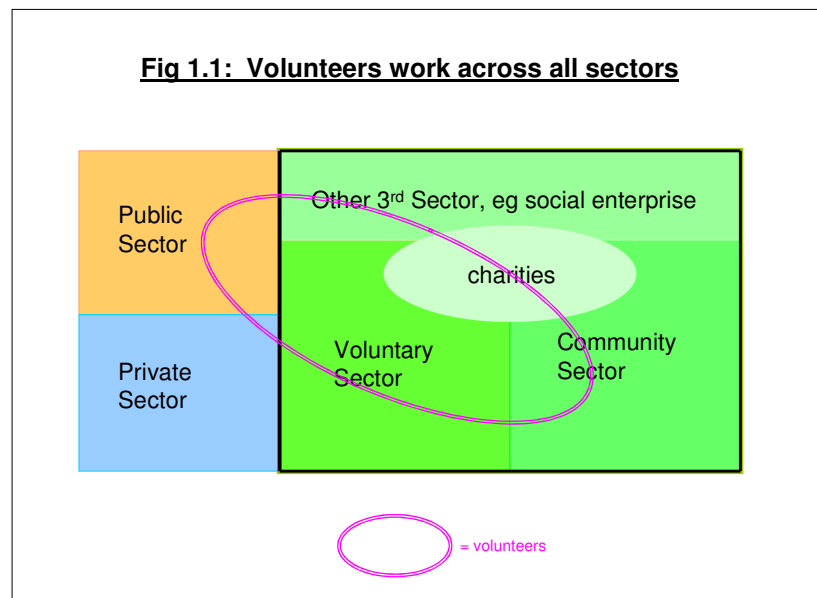 Fig 1.1: Volunteers work across all sectors
Public
Sector
Other 3rd Sector, eg social enterprise
charities
Voluntary
Sector
Community
Sector
Private
Sector
= volunteers